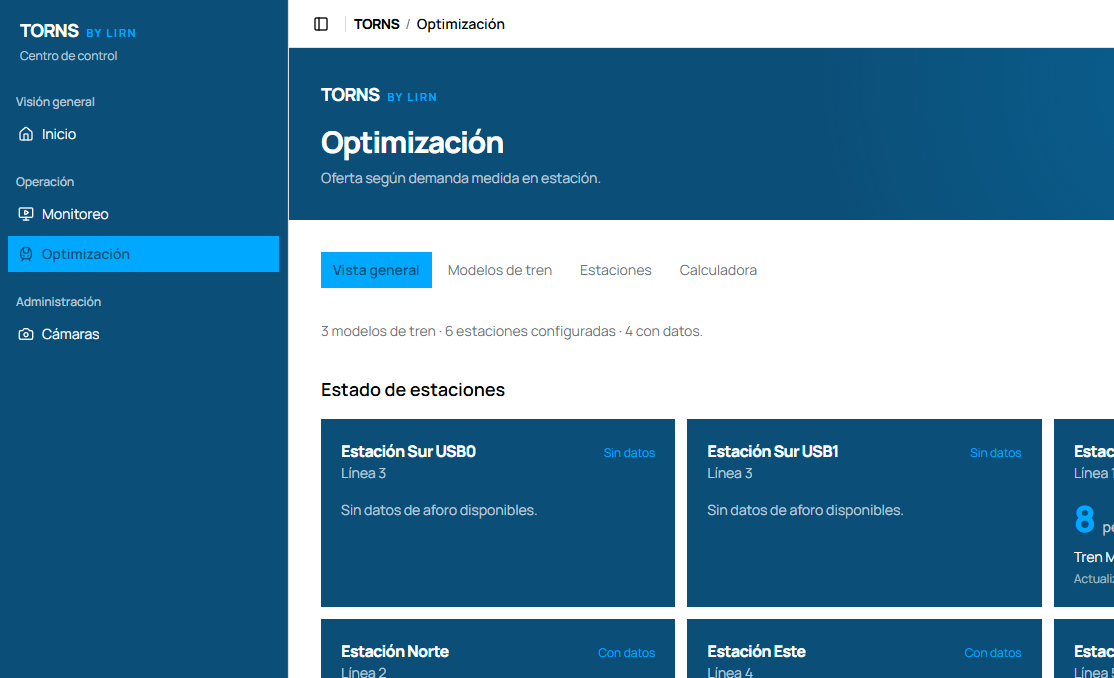 TORNS BY LIRN
Centro de control
Visión general
Inicio
Operación
Monitoreo
Optimización
Administración
Cámaras
TORNS / Optimización
TORNS BY LIRN
Optimización
Oferta según demanda medida en estación.
Vista general Modelos de tren Estaciones Calculadora
3 modelos de tren · 6 estaciones configuradas · 4 con datos.
Estado de estaciones
Estación Sur USB0 Sin datos
Línea 3
Sin datos de aforo disponibles.
Estación Sur USB1 Sin datos
Línea 3
Sin datos de aforo disponibles.
Línea 1
8
Tren
Estación Norte Con datos
Línea 2
Estación Este Con datos
Línea 4
Línea